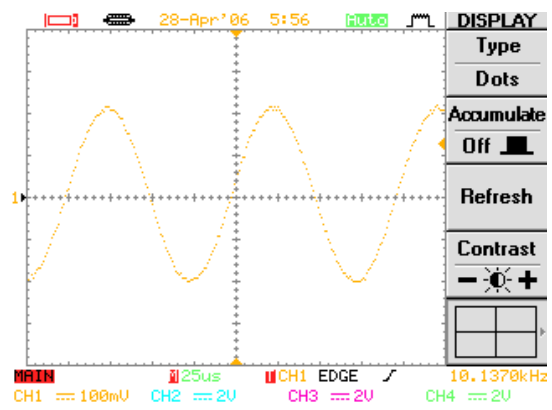 28-Apr'06 5:56 Auto
DISPLAY
Type
Dots
Accumulate
Off
Refresh
Contrast
1
MAIN M 25us T CH1 EDGE 10.1370kHz
CH1 100mV CH2 2V CH3 2V CH4 2V